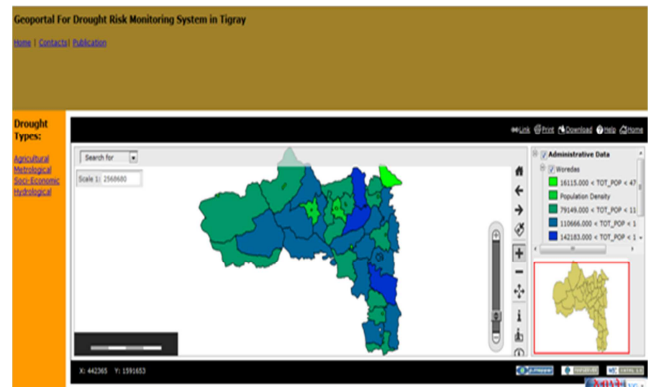 Geoportal For Drought Risk Monitoring System in Tigray
Home | Contacts| Publication
Drought
Types:
Agricultural
Metrological
Soci-Economic
Hydrological
Link Print Download Help Home
Search for
Scale 1: 2568680
Administrative Data
Woredes
16115.000 < TOT_POP < 47
Population Density
79149.000 < TOT_POP < 11
110666.000 < TOT_POP < 1
142183.000 < TOT_POP < 1
X: 442365 Y: 1591653